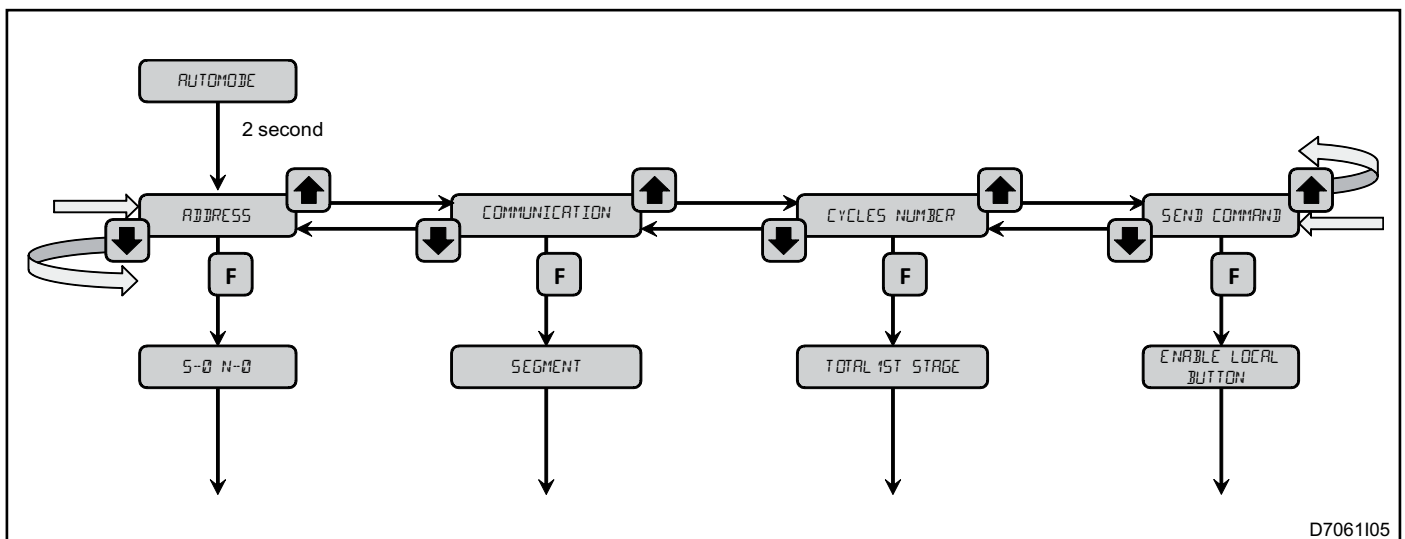 AUTOMODE
2 second
ADDRESS
COMMUNICATION
CYCLES NUMBER
SEND COMMAND
F
F
F
F
S-0 N-0
SEGMENT
TOTAL 1ST STAGE
ENABLE LOCAL
BUTTON
D7061I05